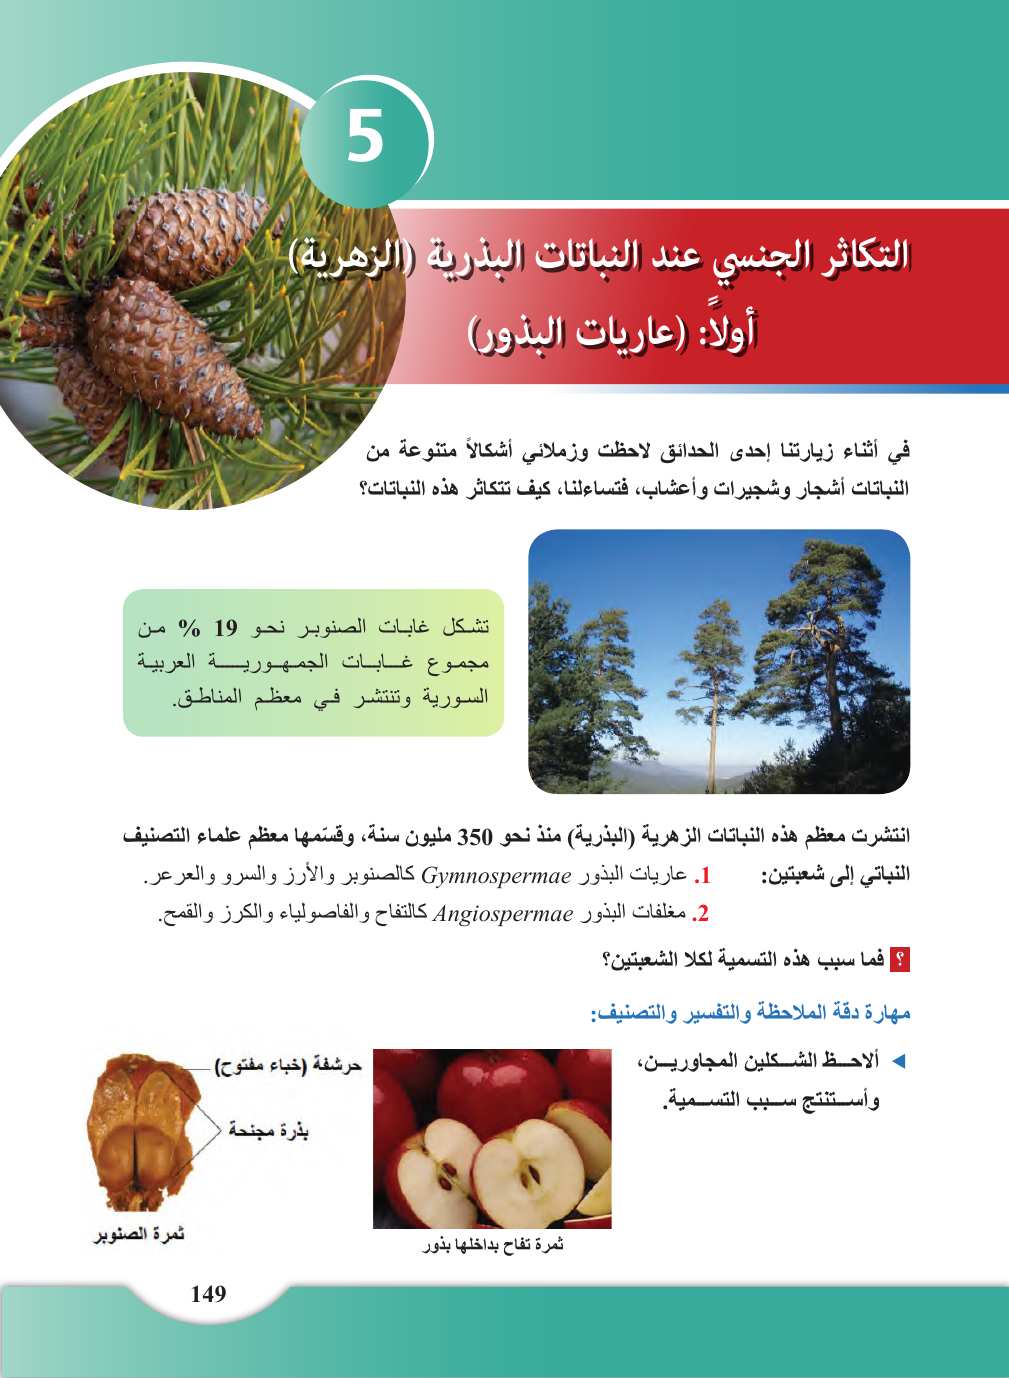 5
التكاثر الجنسي عند النباتات البذرية (الزهرية)
أولاً: (عاريات البذور)
في أثناء زيارتنا إحدى الحدائق لاحظت وزملائي أشكالاً متنوعة من
النباتات أشجار وشجيرات وأعشاب، فتساءلنا، كيف تتكاثر هذه النباتات؟
تشكل غابات الصنوبر نحو 19 % من
مجموع غابات الجمهورية العربية
السورية وتنتشر في معظم المناطق.
انتشرت معظم هذه النباتات الزهرية (البذرية) منذ نحو 350 مليون سنة، وقسّمها معظم علماء التصنيف
النباتي إلى شعبتين: 1. عاريات البذور Gymnospermae كالصنوبر والأرز والسرو والعرعر.
2. مغلفات البذور Angiospermae كالتفاح والفاصولياء والكرز والقمح.
؟ فما سبب هذه التسمية لكلا الشعبتين؟
مهارة دقة الملاحظة والتفسير والتصنيف:
ألاحظ الشكلين المجاورين،
وأستنتج سبب التسمية.
ثمرة تفاح بداخلها بذور
حرشفة (خباء مفتوح)
بذرة مجنحة
ثمرة الصنوبر
149